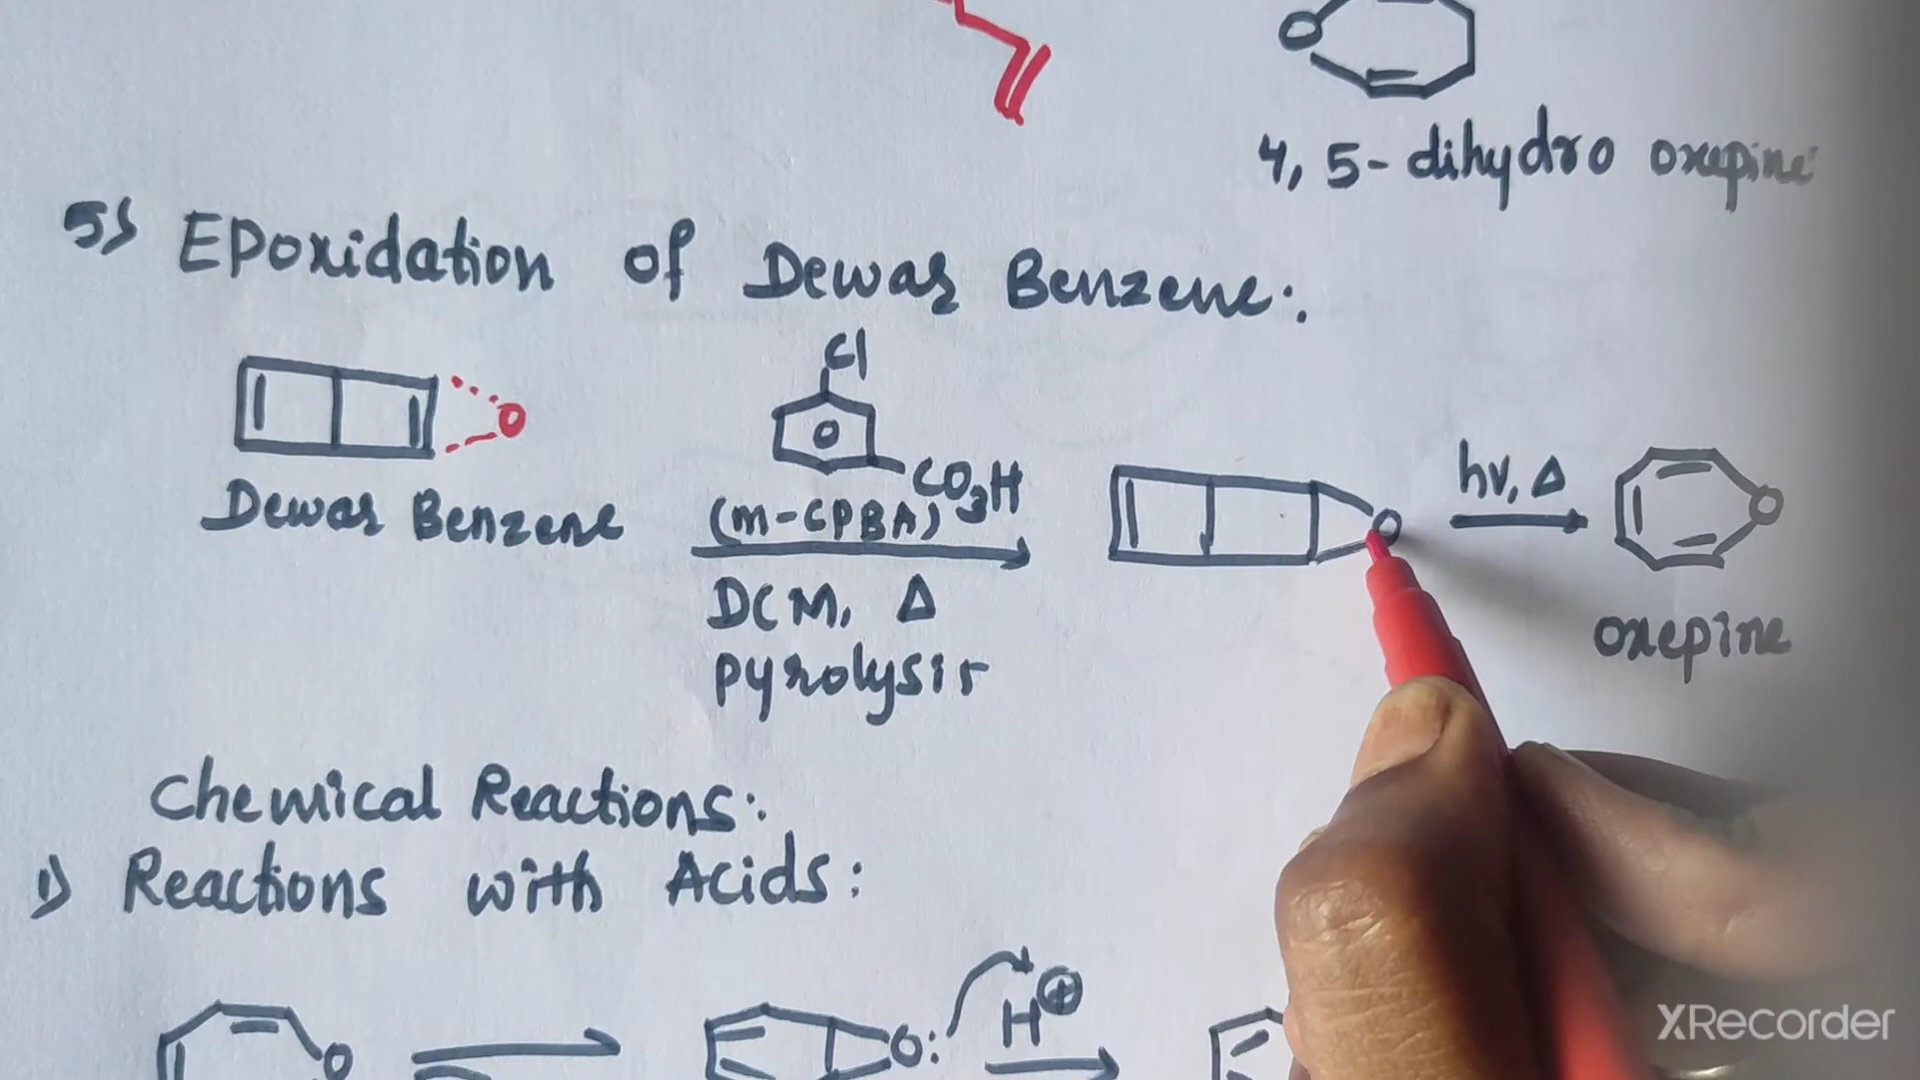 O
4, 5- dihydro oxepine
5) Epoxidation of Dewar Benzene:
Cl
O
CO3H
Dewar Benzene
(m-CPBA)
DCM, Δ
pyrolysis
O
hν, Δ
O
oxepine
Chemical Reactions:
1) Reactions with Acids:
O
O:
H⊕
XRecorder